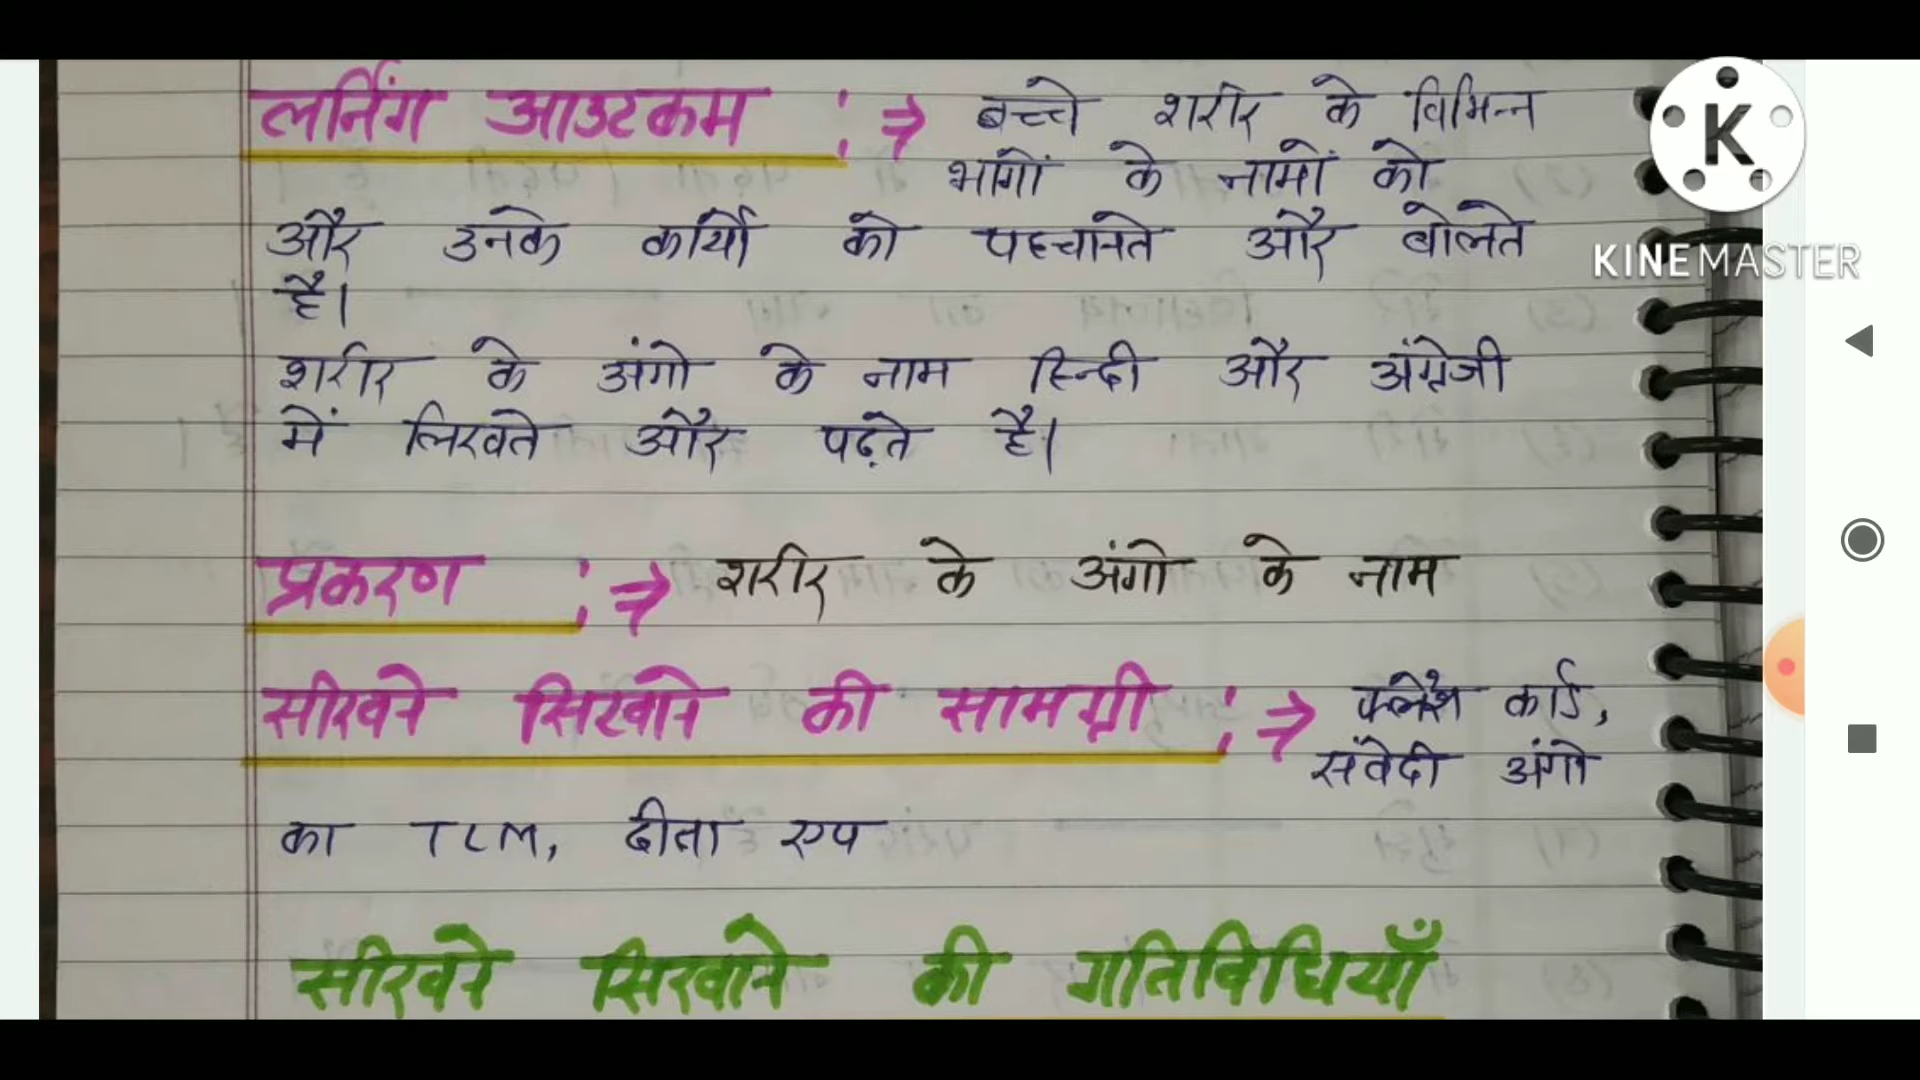 लर्निंग आउटकम :⇒ बच्चे शरीर के विभिन्न
भागों के नामों को
और उनके कार्यो को पहचानते और बोलते
है।
शरीर के अंगो के नाम हिन्दी और अंग्रेजी
में लिखते और पढ़ते है।
प्रकरण :⇒ शरीर के अंगो के नाम
सीखने सिखाने की सामग्री :⇒ फ्लैश कार्ड,
संवेदी अंगो
का TLM, दीक्षा एप
सीखने सिखाने की गतिविधियाँ
K
KINEMASTER